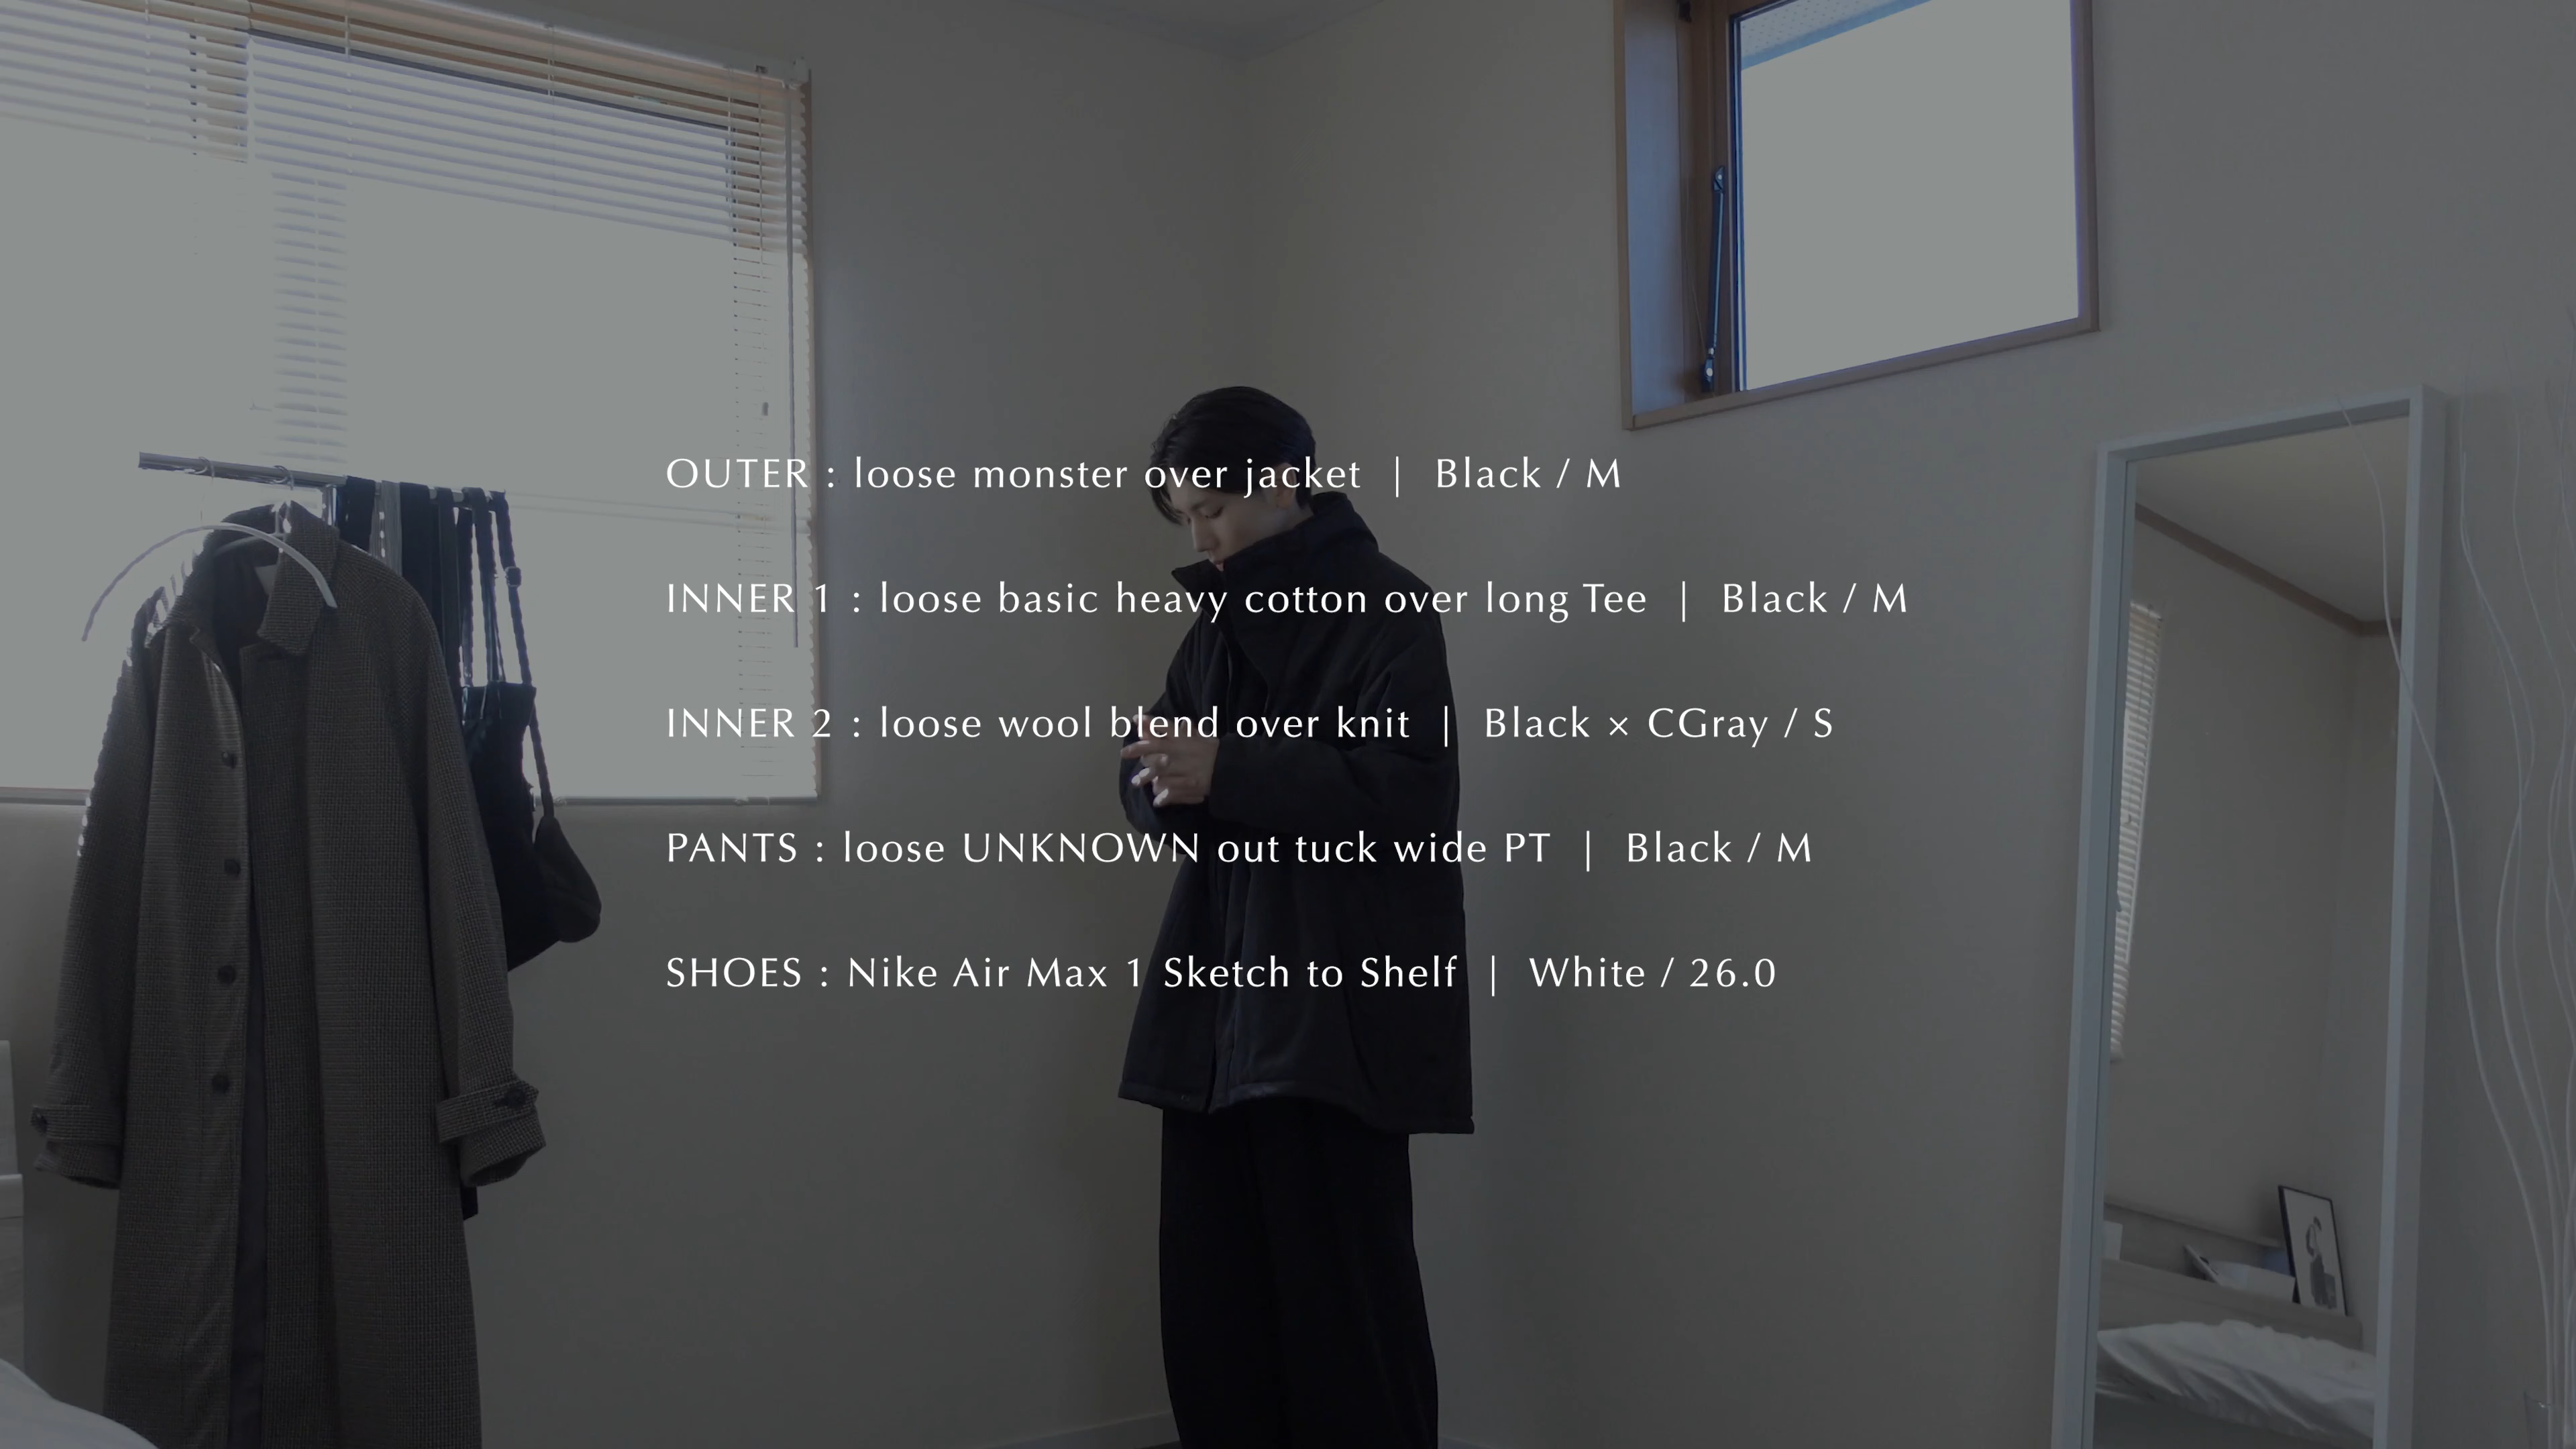 OUTER : loose monster over jacket | Black / M
INNER 1 : loose basic heavy cotton over long Tee | Black / M
INNER 2 : loose wool blend over knit | Black × CGray / S
PANTS : loose UNKNOWN out tuck wide PT | Black / M
SHOES : Nike Air Max 1 Sketch to Shelf | White / 26.0